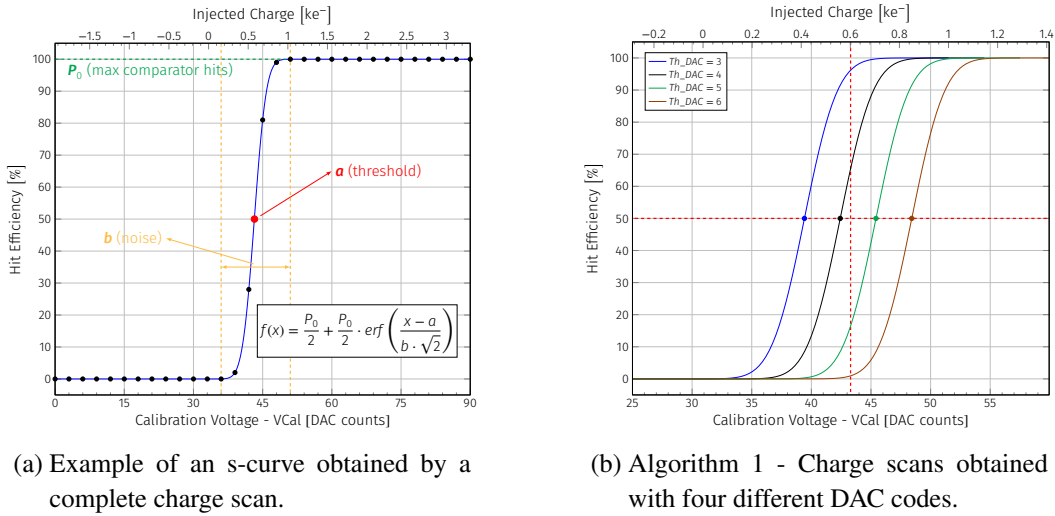 Injected Charge [ke⁻]
−1.5 −1 −0.5 0 0.5 1 1.5 2 2.5 3
100
90
80
70
60
50
40
30
20
10
0
Hit Efficiency [%]
P₀ (max comparator hits)
a (threshold)
b (noise)
f(x) = P₀/2 + P₀/2 · erf ( x − a / b · √2 )
0 15 30 45 60 75 90
Calibration Voltage - VCal [DAC counts]
(a) Example of an s-curve obtained by a
complete charge scan.
Injected Charge [ke⁻]
−0.2 0 0.2 0.4 0.6 0.8 1 1.2 1.4
100
90
80
70
60
50
40
30
20
10
0
Hit Efficiency [%]
Th_DAC = 3
Th_DAC = 4
Th_DAC = 5
Th_DAC = 6
25 30 35 40 45 50 55
Calibration Voltage - VCal [DAC counts]
(b) Algorithm 1 - Charge scans obtained
with four different DAC codes.